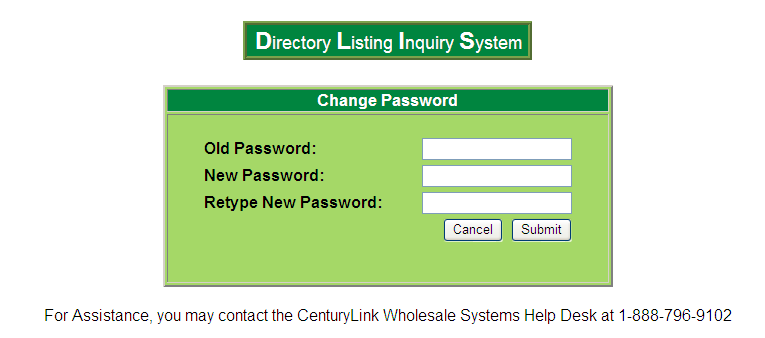 Directory Listing Inquiry System
Change Password
Old Password:
New Password:
Retype New Password:
Cancel Submit
For Assistance, you may contact the CenturyLink Wholesale Systems Help Desk at 1-888-796-9102